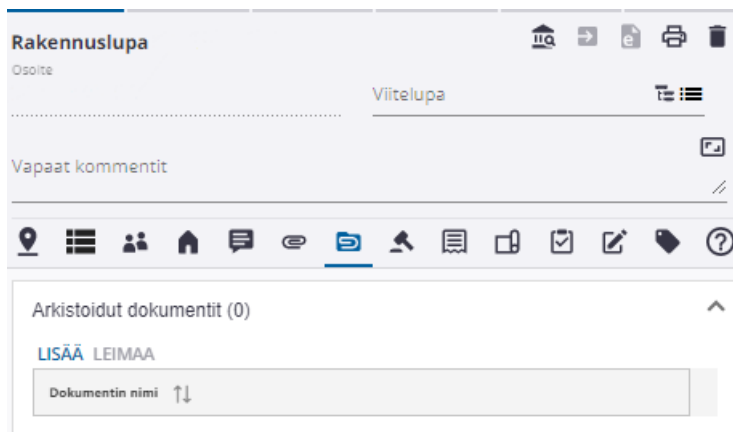 Rakennuslupa
Osoite
Viitelupa
Vapaat kommentit
Arkistoidut dokumentit (0)
LISÄÄ LEIMAA
Dokumentin nimi